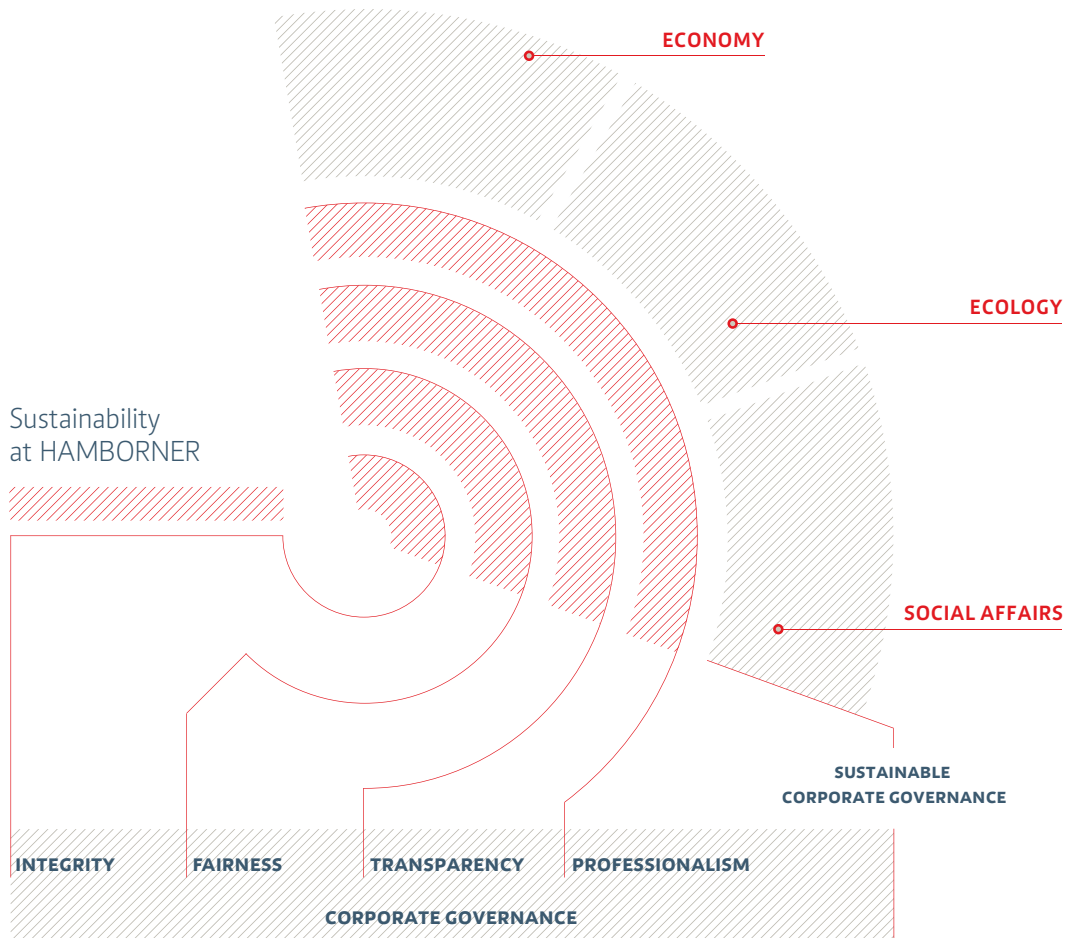 ECONOMY
ECOLOGY
Sustainability
at HAMBORNER
SOCIAL AFFAIRS
SUSTAINABLE
CORPORATE GOVERNANCE
INTEGRITY
FAIRNESS
TRANSPARENCY
PROFESSIONALISM
CORPORATE GOVERNANCE